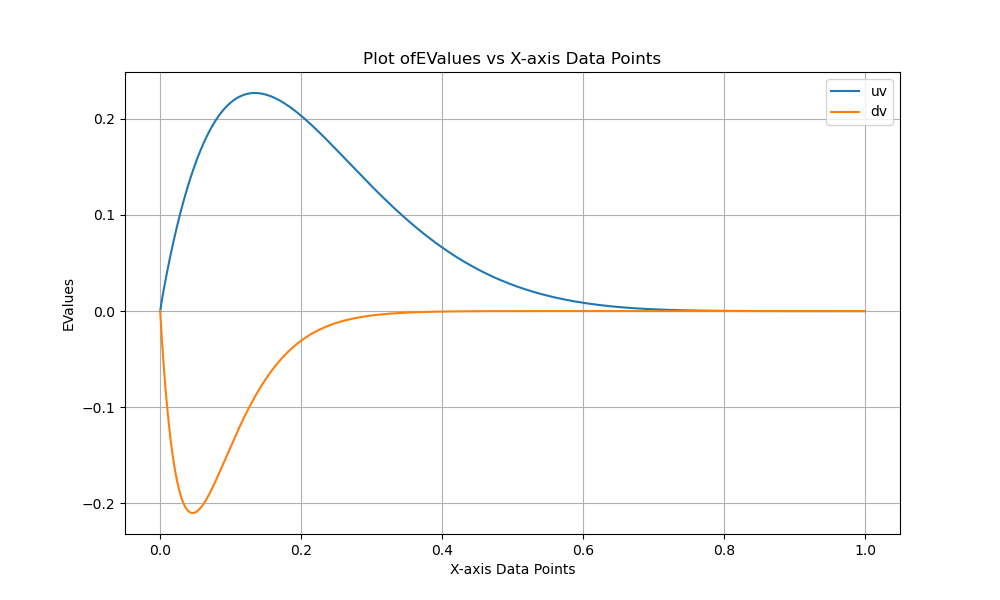 Plot ofEValues vs X-axis Data Points
uv
dv
EValues
0.2
0.1
0.0
−0.1
−0.2
0.0 0.2 0.4 0.6 0.8 1.0
X-axis Data Points